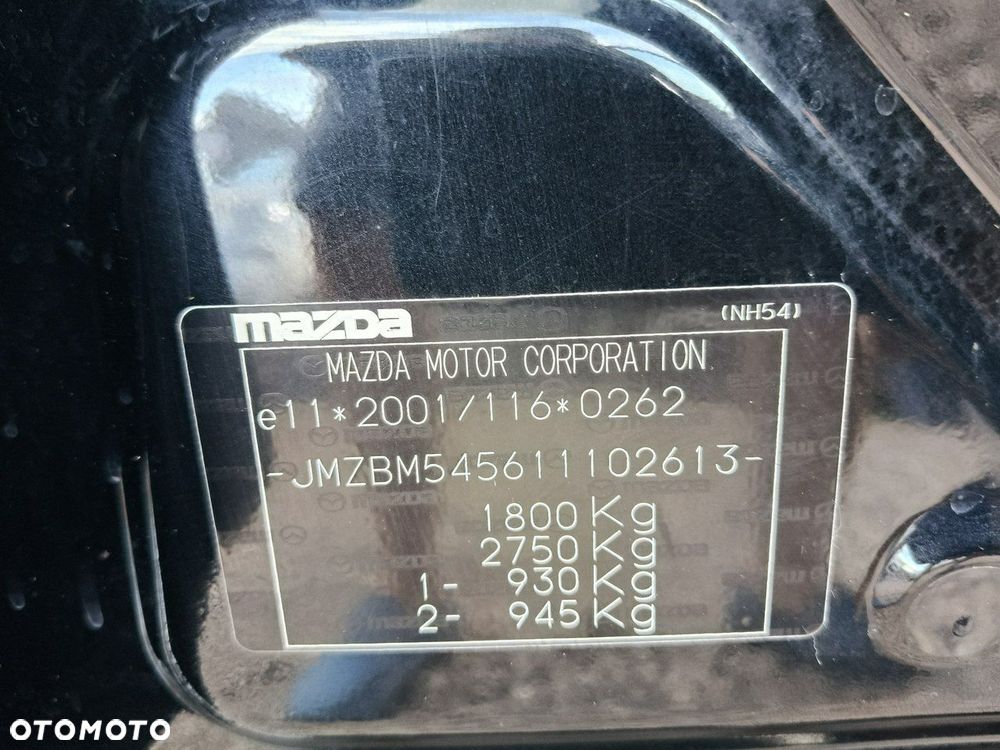 mazda (NH54)
MAZDA MOTOR CORPORATION
e11*2001/116*0262
-JMZBM545611102613-
1800 Kg
2750 Kg
1- 930 Kg
2- 945 Kg
OTOMOTO